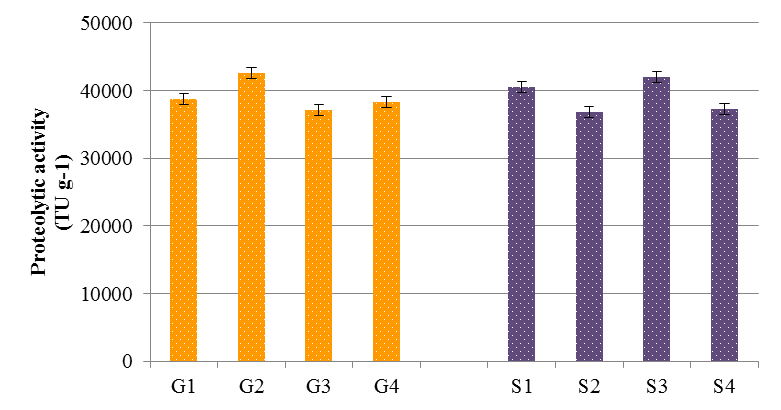 50000
40000
30000
20000
10000
0
Proteolytic activity
(TU g-1)
G1 G2 G3 G4 S1 S2 S3 S4